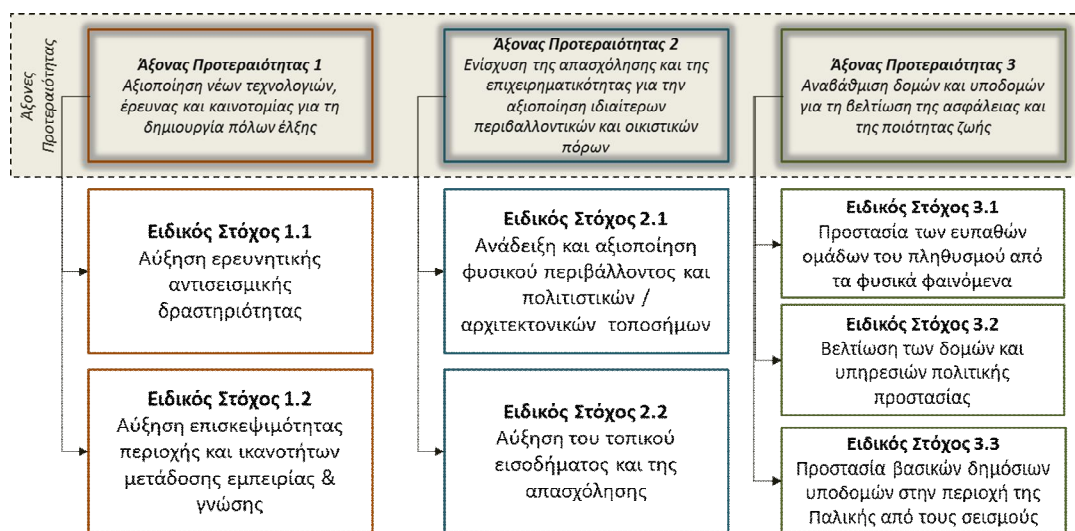 Άξονες
Προτεραιότητας
Άξονας Προτεραιότητας 1
Αξιοποίηση νέων τεχνολογιών,
έρευνας και καινοτομίας για τη
δημιουργία πόλων έλξης
Άξονας Προτεραιότητας 2
Ενίσχυση της απασχόλησης και της
επιχειρηματικότητας για την
αξιοποίηση ιδιαίτερων
περιβαλλοντικών και οικιστικών
πόρων
Άξονας Προτεραιότητας 3
Αναβάθμιση δομών και υποδομών
για τη βελτίωση της ασφάλειας και
της ποιότητας ζωής
Ειδικός Στόχος 1.1
Αύξηση ερευνητικής
αντισεισμικής
δραστηριότητας
Ειδικός Στόχος 1.2
Αύξηση επισκεψιμότητας
περιοχής και ικανοτήτων
μετάδοσης εμπειρίας &
γνώσης
Ειδικός Στόχος 2.1
Ανάδειξη και αξιοποίηση
φυσικού περιβάλλοντος και
πολιτιστικών /
αρχιτεκτονικών τοποσήμων
Ειδικός Στόχος 2.2
Αύξηση του τοπικού
εισοδήματος και της
απασχόλησης
Ειδικός Στόχος 3.1
Προστασία των ευπαθών
ομάδων του πληθυσμού από
τα φυσικά φαινόμενα
Ειδικός Στόχος 3.2
Βελτίωση των δομών και
υπηρεσιών πολιτικής
προστασίας
Ειδικός Στόχος 3.3
Προστασία βασικών δημόσιων
υποδομών στην περιοχή της
Παλικής από τους σεισμούς